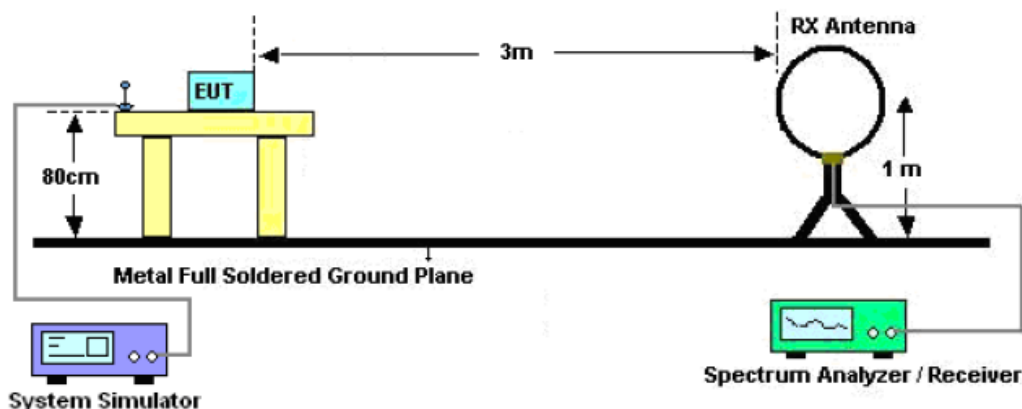 RX Antenna
3m
EUT
80cm
1 m
Metal Full Soldered Ground Plane
System Simulator
Spectrum Analyzer / Receiver